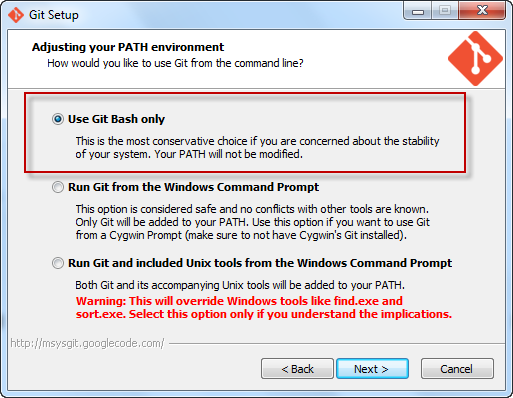 Git Setup
Adjusting your PATH environment
How would you like to use Git from the command line?
Use Git Bash only
This is the most conservative choice if you are concerned about the stability
of your system. Your PATH will not be modified.
Run Git from the Windows Command Prompt
This option is considered safe and no conflicts with other tools are known.
Only Git will be added to your PATH. Use this option if you want to use Git
from a Cygwin Prompt (make sure to not have Cygwin's Git installed).
Run Git and included Unix tools from the Windows Command Prompt
Both Git and its accompanying Unix tools will be added to your PATH.
Warning: This will override Windows tools like find.exe and
sort.exe. Select this option only if you understand the implications.
http://msysgit.googlecode.com/
< Back
Next >
Cancel